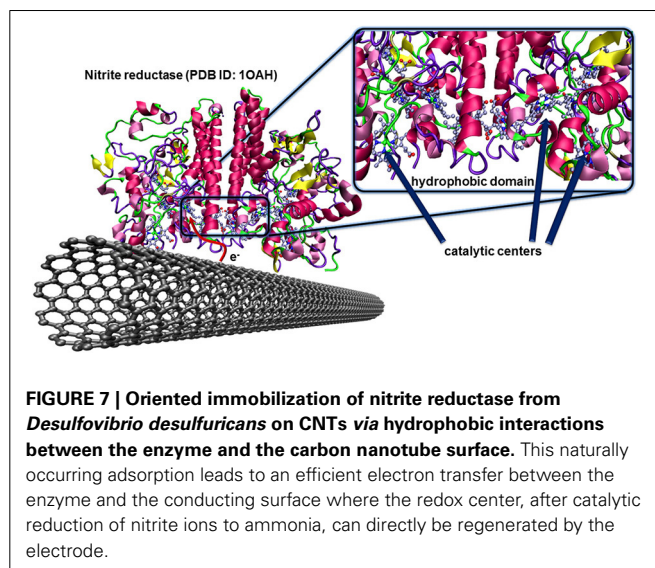 Nitrite reductase (PDB ID: 1OAH)
hydrophobic domain
catalytic centers
e-
FIGURE 7 | Oriented immobilization of nitrite reductase from
Desulfovibrio desulfuricans on CNTs via hydrophobic interactions
between the enzyme and the carbon nanotube surface. This naturally
occurring adsorption leads to an efficient electron transfer between the
enzyme and the conducting surface where the redox center, after catalytic
reduction of nitrite ions to ammonia, can directly be regenerated by the
electrode.